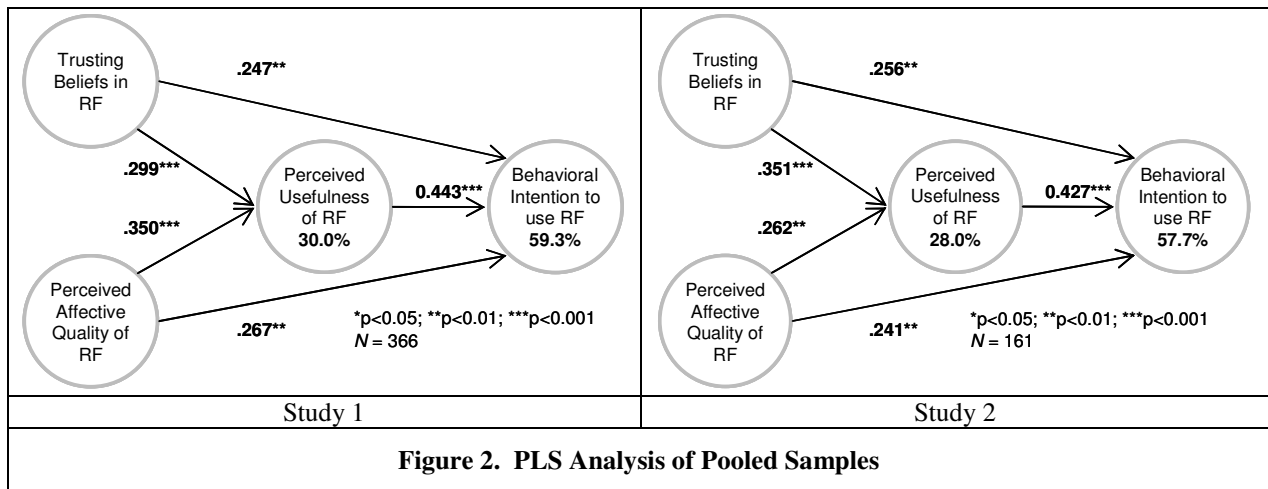 Trusting
Beliefs in
RF
.247**
.299***
Perceived
Usefulness
of RF
30.0%
0.443***
Behavioral
Intention to
use RF
59.3%
.350***
Perceived
Affective
Quality of
RF
.267**
*p<0.05; **p<0.01; ***p<0.001
N = 366
Study 1
Trusting
Beliefs in
RF
.256**
.351***
Perceived
Usefulness
of RF
28.0%
0.427***
Behavioral
Intention to
use RF
57.7%
.262**
Perceived
Affective
Quality of
RF
.241**
*p<0.05; **p<0.01; ***p<0.001
N = 161
Study 2
Figure 2. PLS Analysis of Pooled Samples